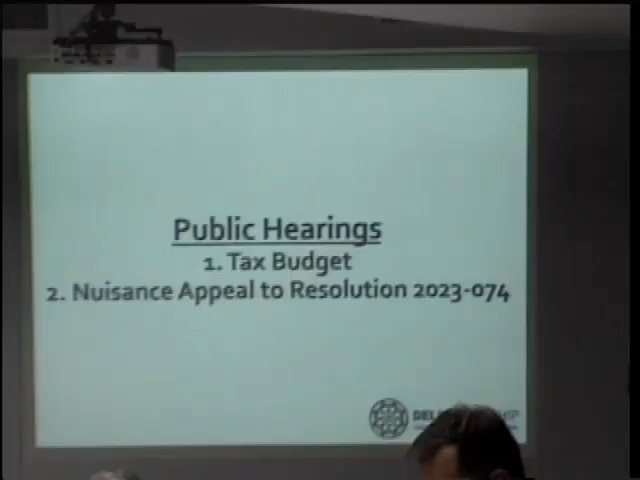 Public Hearings
1. Tax Budget
2. Nuisance Appeal to Resolution 2023-074